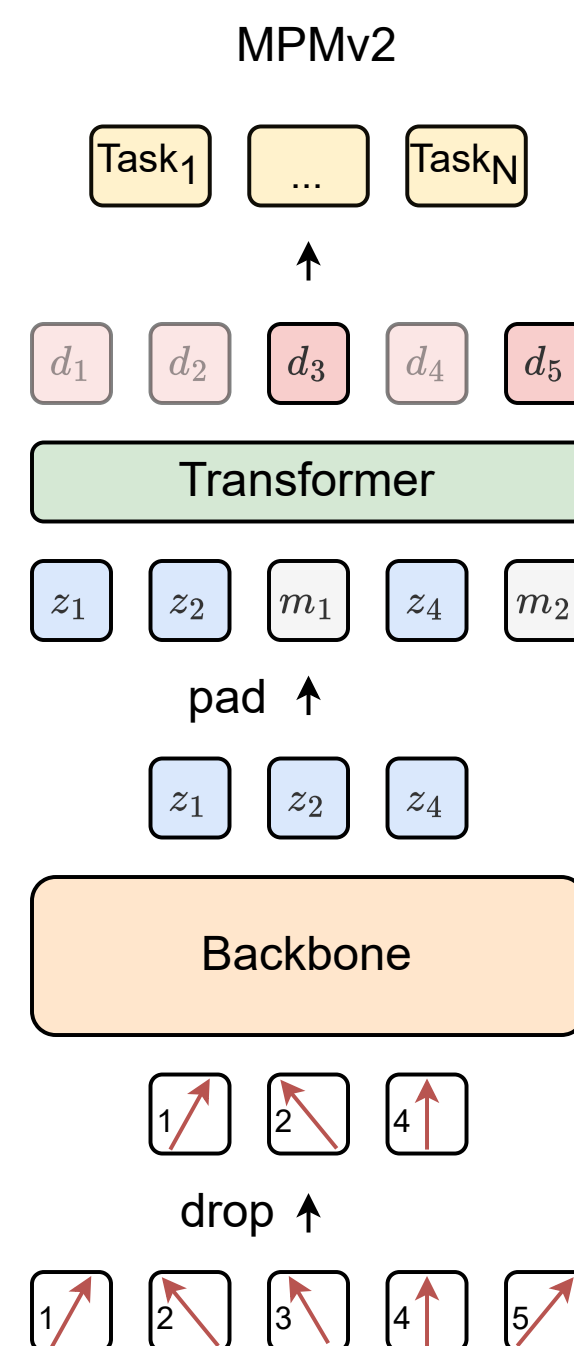 MPMv2
Task1 ... TaskN
d1 d2 d3 d4 d5
Transformer
z1 z2 m1 z4 m2
pad
z1 z2 z4
Backbone
1 2 4
drop
1 2 3 4 5